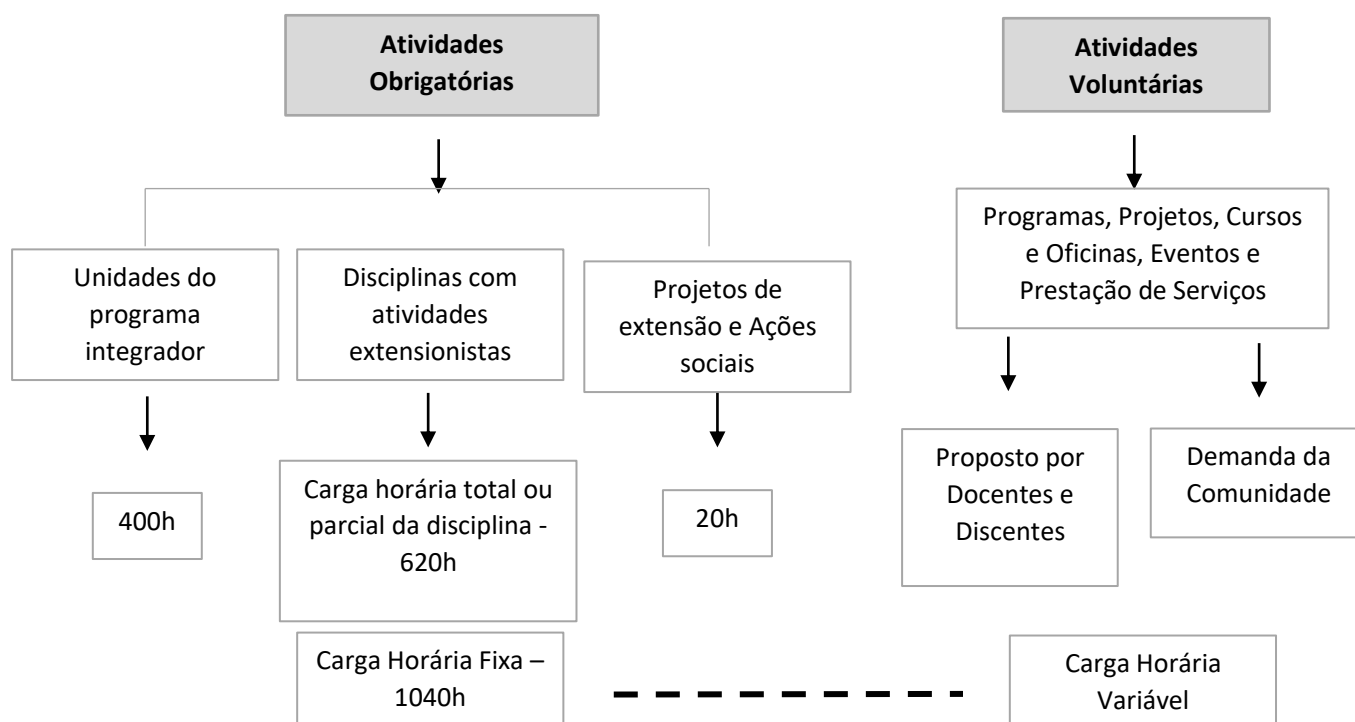 Atividades
Obrigatórias
Atividades
Voluntárias
Unidades do
programa
integrador
Disciplinas com
atividades
extensionistas
Projetos de
extensão e Ações
sociais
Programas, Projetos, Cursos
e Oficinas, Eventos e
Prestação de Serviços
400h
Carga horária total ou
parcial da disciplina -
620h
20h
Proposto por
Docentes e
Discentes
Demanda da
Comunidade
Carga Horária Fixa –
1040h
Carga Horária
Variável